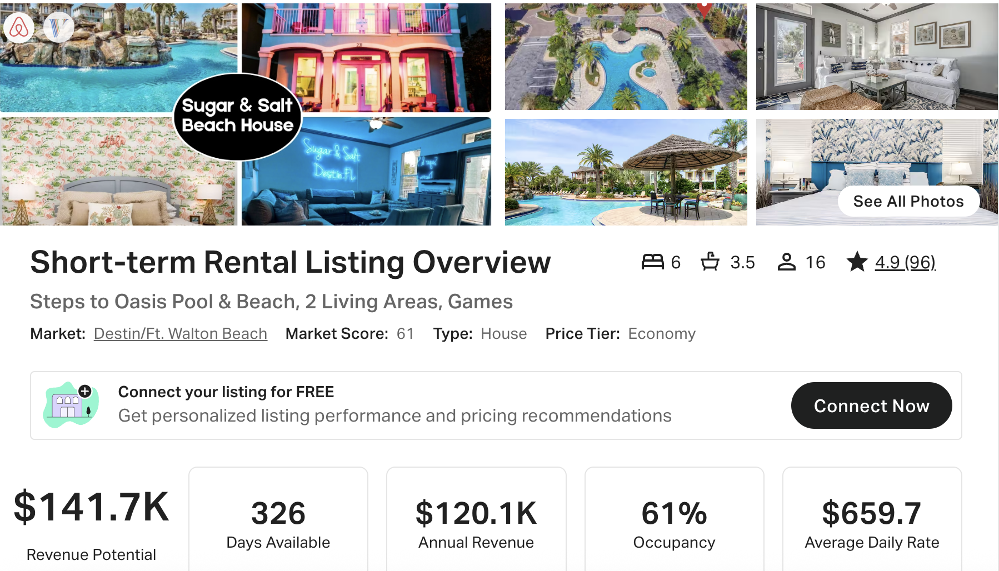 Sugar & Salt
Beach House
Sugar & Salt
Destin FL
Aloha
See All Photos
Short-term Rental Listing Overview
6
3.5
16
4.9 (96)
Steps to Oasis Pool & Beach, 2 Living Areas, Games
Market: Destin/Ft. Walton Beach Market Score: 61 Type: House Price Tier: Economy
Connect your listing for FREE
Get personalized listing performance and pricing recommendations
Connect Now
$141.7K
Revenue Potential
326
Days Available
$120.1K
Annual Revenue
61%
Occupancy
$659.7
Average Daily Rate